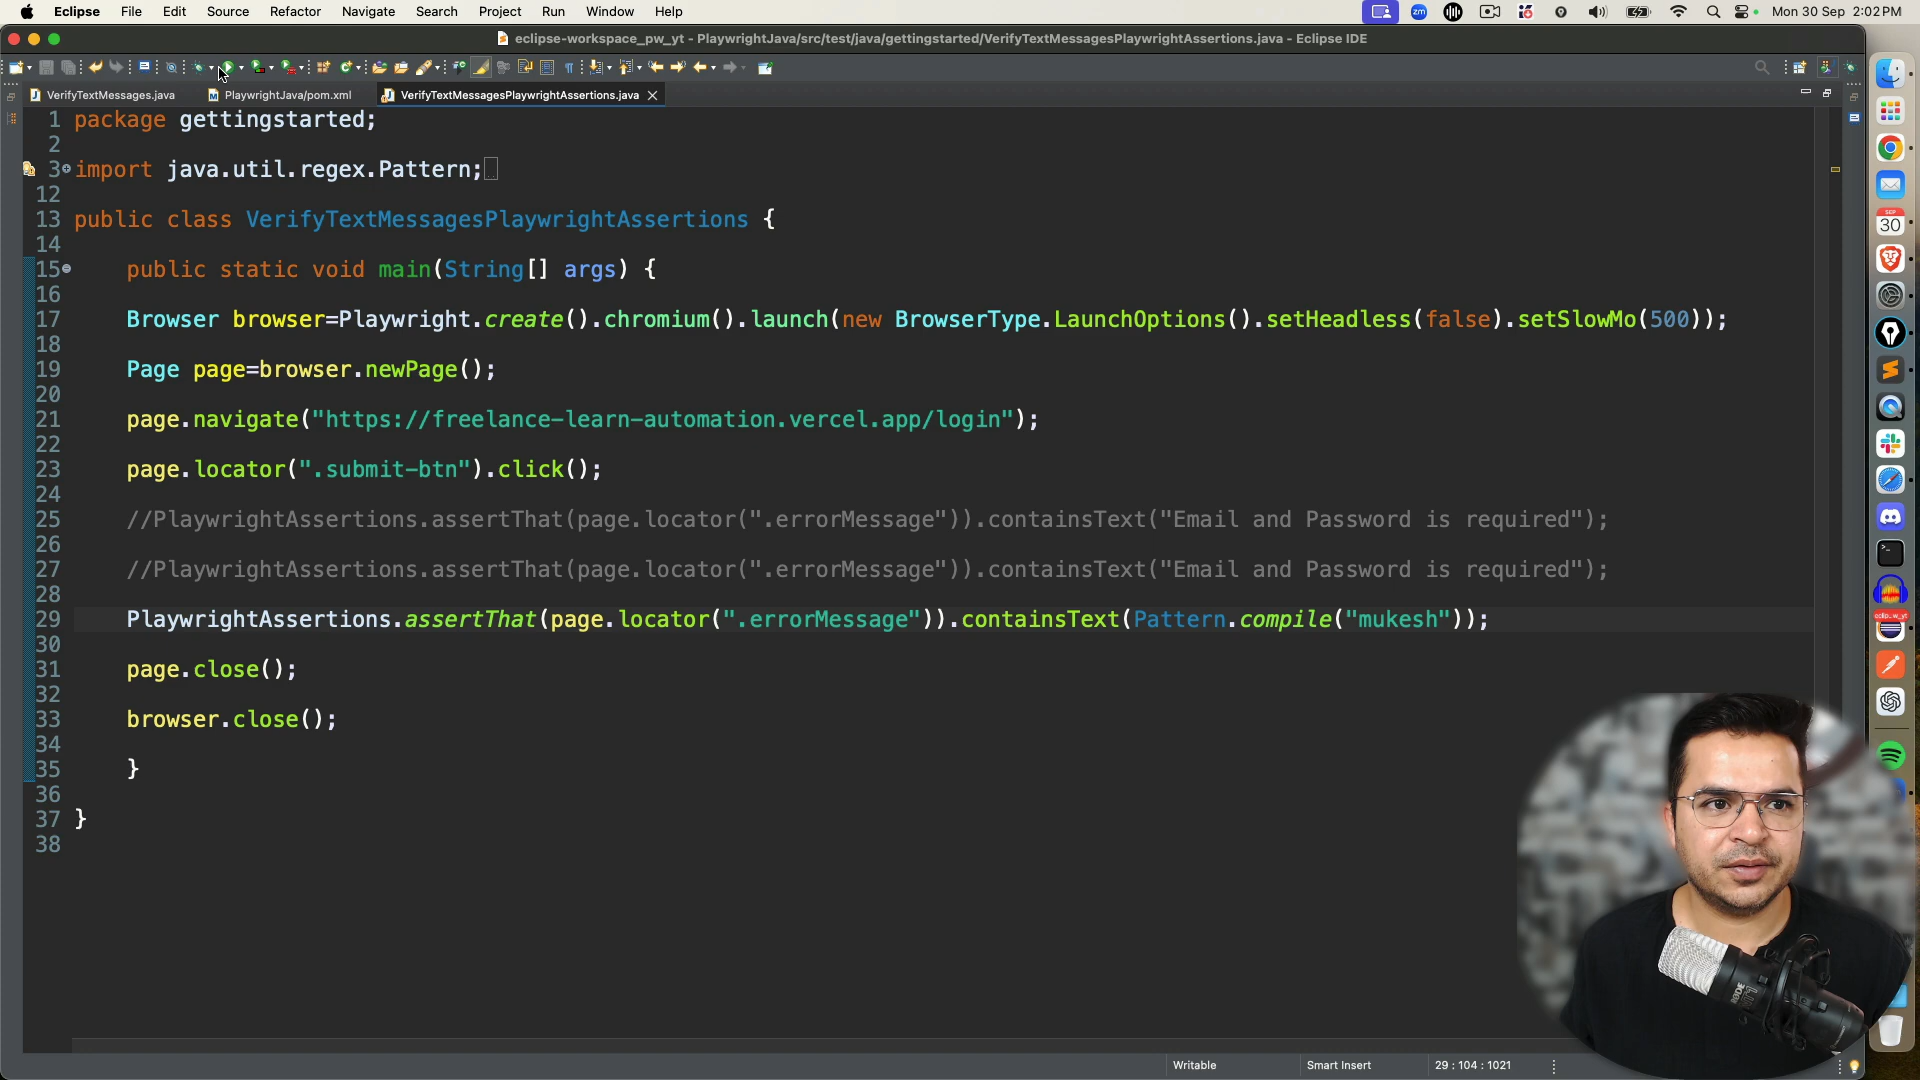 Eclipse File Edit Source Refactor Navigate Search Project Run Window Help
zm
Mon 30 Sep 2:02 PM
eclipse-workspace_pw_yt - PlaywrightJava/src/test/java/gettingstarted/VerifyTextMessagesPlaywrightAssertions.java - Eclipse IDE
VerifyTextMessages.java PlaywrightJava/pom.xml VerifyTextMessagesPlaywrightAssertions.java
1 package gettingstarted;
2
3 import java.util.regex.Pattern;
12
13 public class VerifyTextMessagesPlaywrightAssertions {
14
15 public static void main(String[] args) {
16
17 Browser browser=Playwright.create().chromium().launch(new BrowserType.LaunchOptions().setHeadless(false).setSlowMo(500));
18
19 Page page=browser.newPage();
20
21 page.navigate("https://freelance-learn-automation.vercel.app/login");
22
23 page.locator(".submit-btn").click();
24
25 //PlaywrightAssertions.assertThat(page.locator(".errorMessage")).containsText("Email and Password is required");
26
27 //PlaywrightAssertions.assertThat(page.locator(".errorMessage")).containsText("Email and Password is required");
28
29 PlaywrightAssertions.assertThat(page.locator(".errorMessage")).containsText(Pattern.compile("mukesh"));
30
31 page.close();
32
33 browser.close();
34
35 }
36
37 }
38
SEP
30
RODE
Writable Smart Insert 29 : 104 : 1021